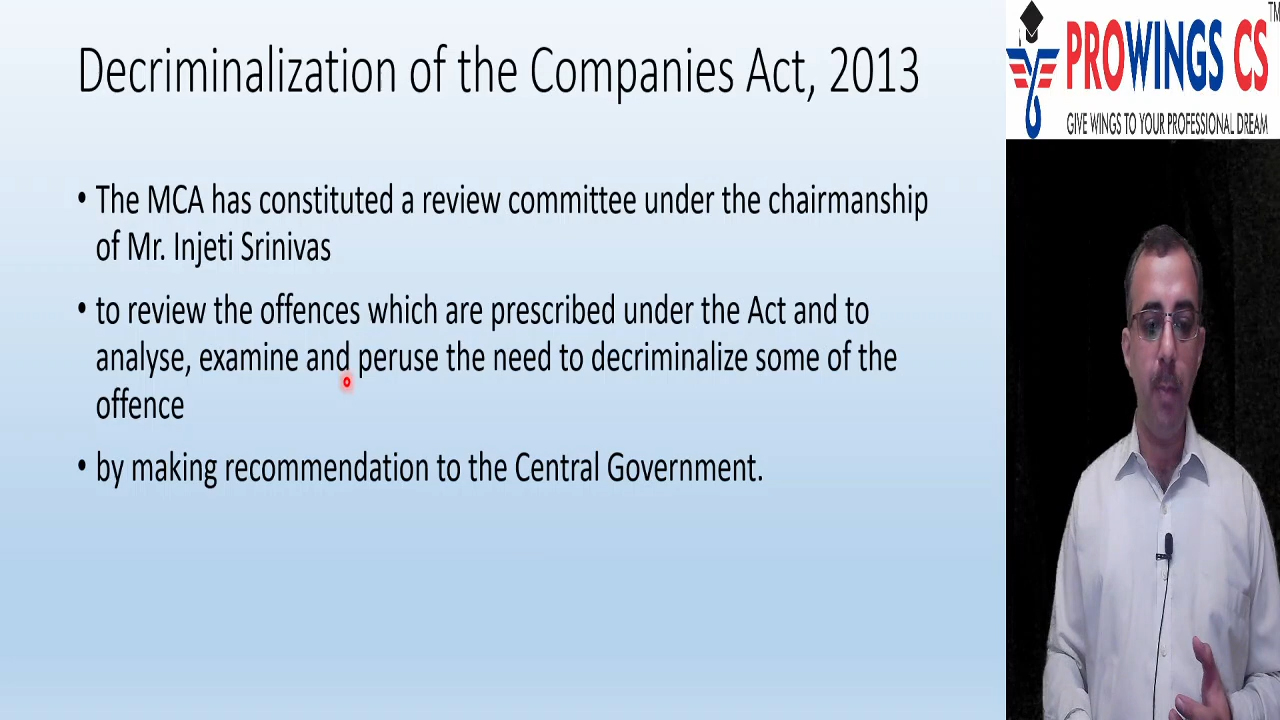 Decriminalization of the Companies Act, 2013
• The MCA has constituted a review committee under the chairmanship
of Mr. Injeti Srinivas
• to review the offences which are prescribed under the Act and to
analyse, examine and peruse the need to decriminalize some of the
offence
• by making recommendation to the Central Government.
PROWINGS CS TM
GIVE WINGS TO YOUR PROFESSIONAL DREAM